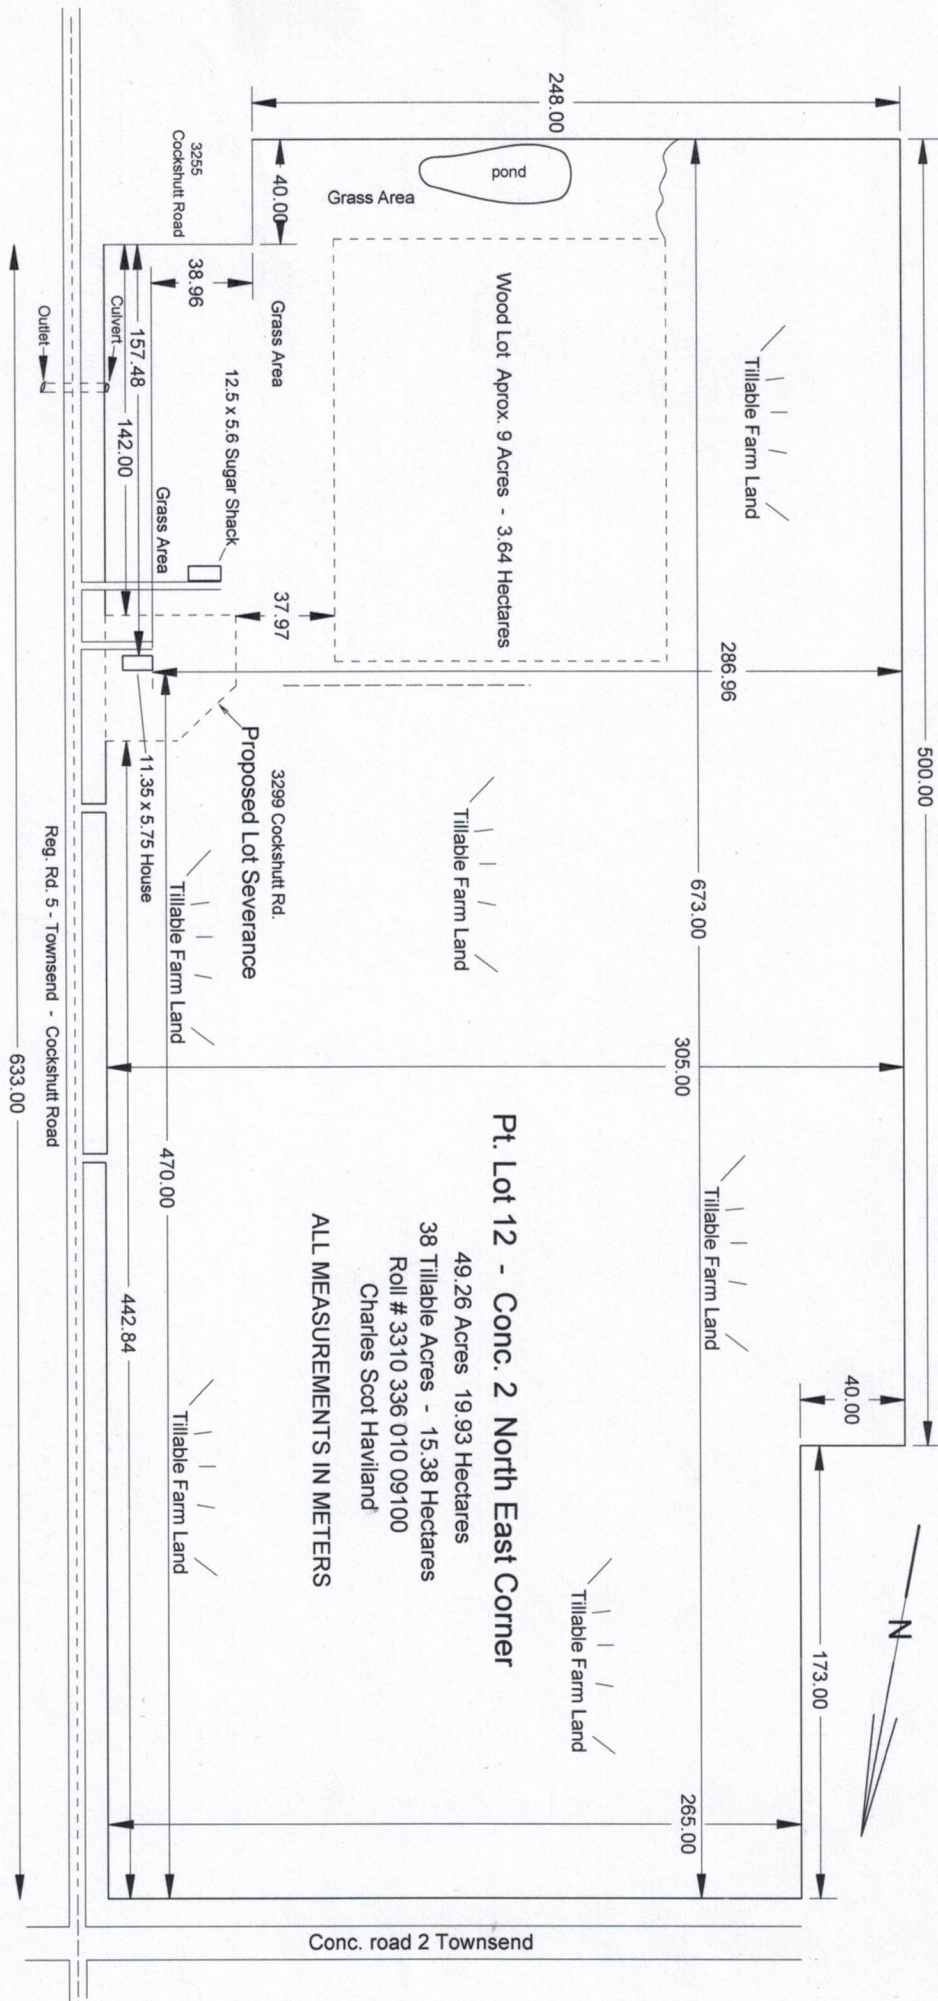 500.00
248.00
40.00
pond
Grass Area
Wood Lot Aprox. 9 Acres - 3.64 Hectares
Tillable Farm Land
286.96
673.00
305.00
Tillable Farm Land
Tillable Farm Land
40.00
N
173.00
265.00
Tillable Farm Land
Pt. Lot 12 - Conc. 2 North East Corner
49.26 Acres 19.93 Hectares
38 Tillable Acres - 15.38 Hectares
Roll # 3310 336 010 09100
Charles Scot Haviland
ALL MEASUREMENTS IN METERS
3255
Cockshutt Road
38.96
Grass Area
12.5 x 5.6 Sugar Shack
37.97
3299 Cockshutt Rd.
Proposed Lot Severance
157.48
142.00
Grass Area
Culvert
Outlet
11.35 x 5.75 House
Tillable Farm Land
470.00
442.84
Tillable Farm Land
Reg. Rd. 5 - Townsend - Cockshutt Road
633.00
Conc. road 2 Townsend